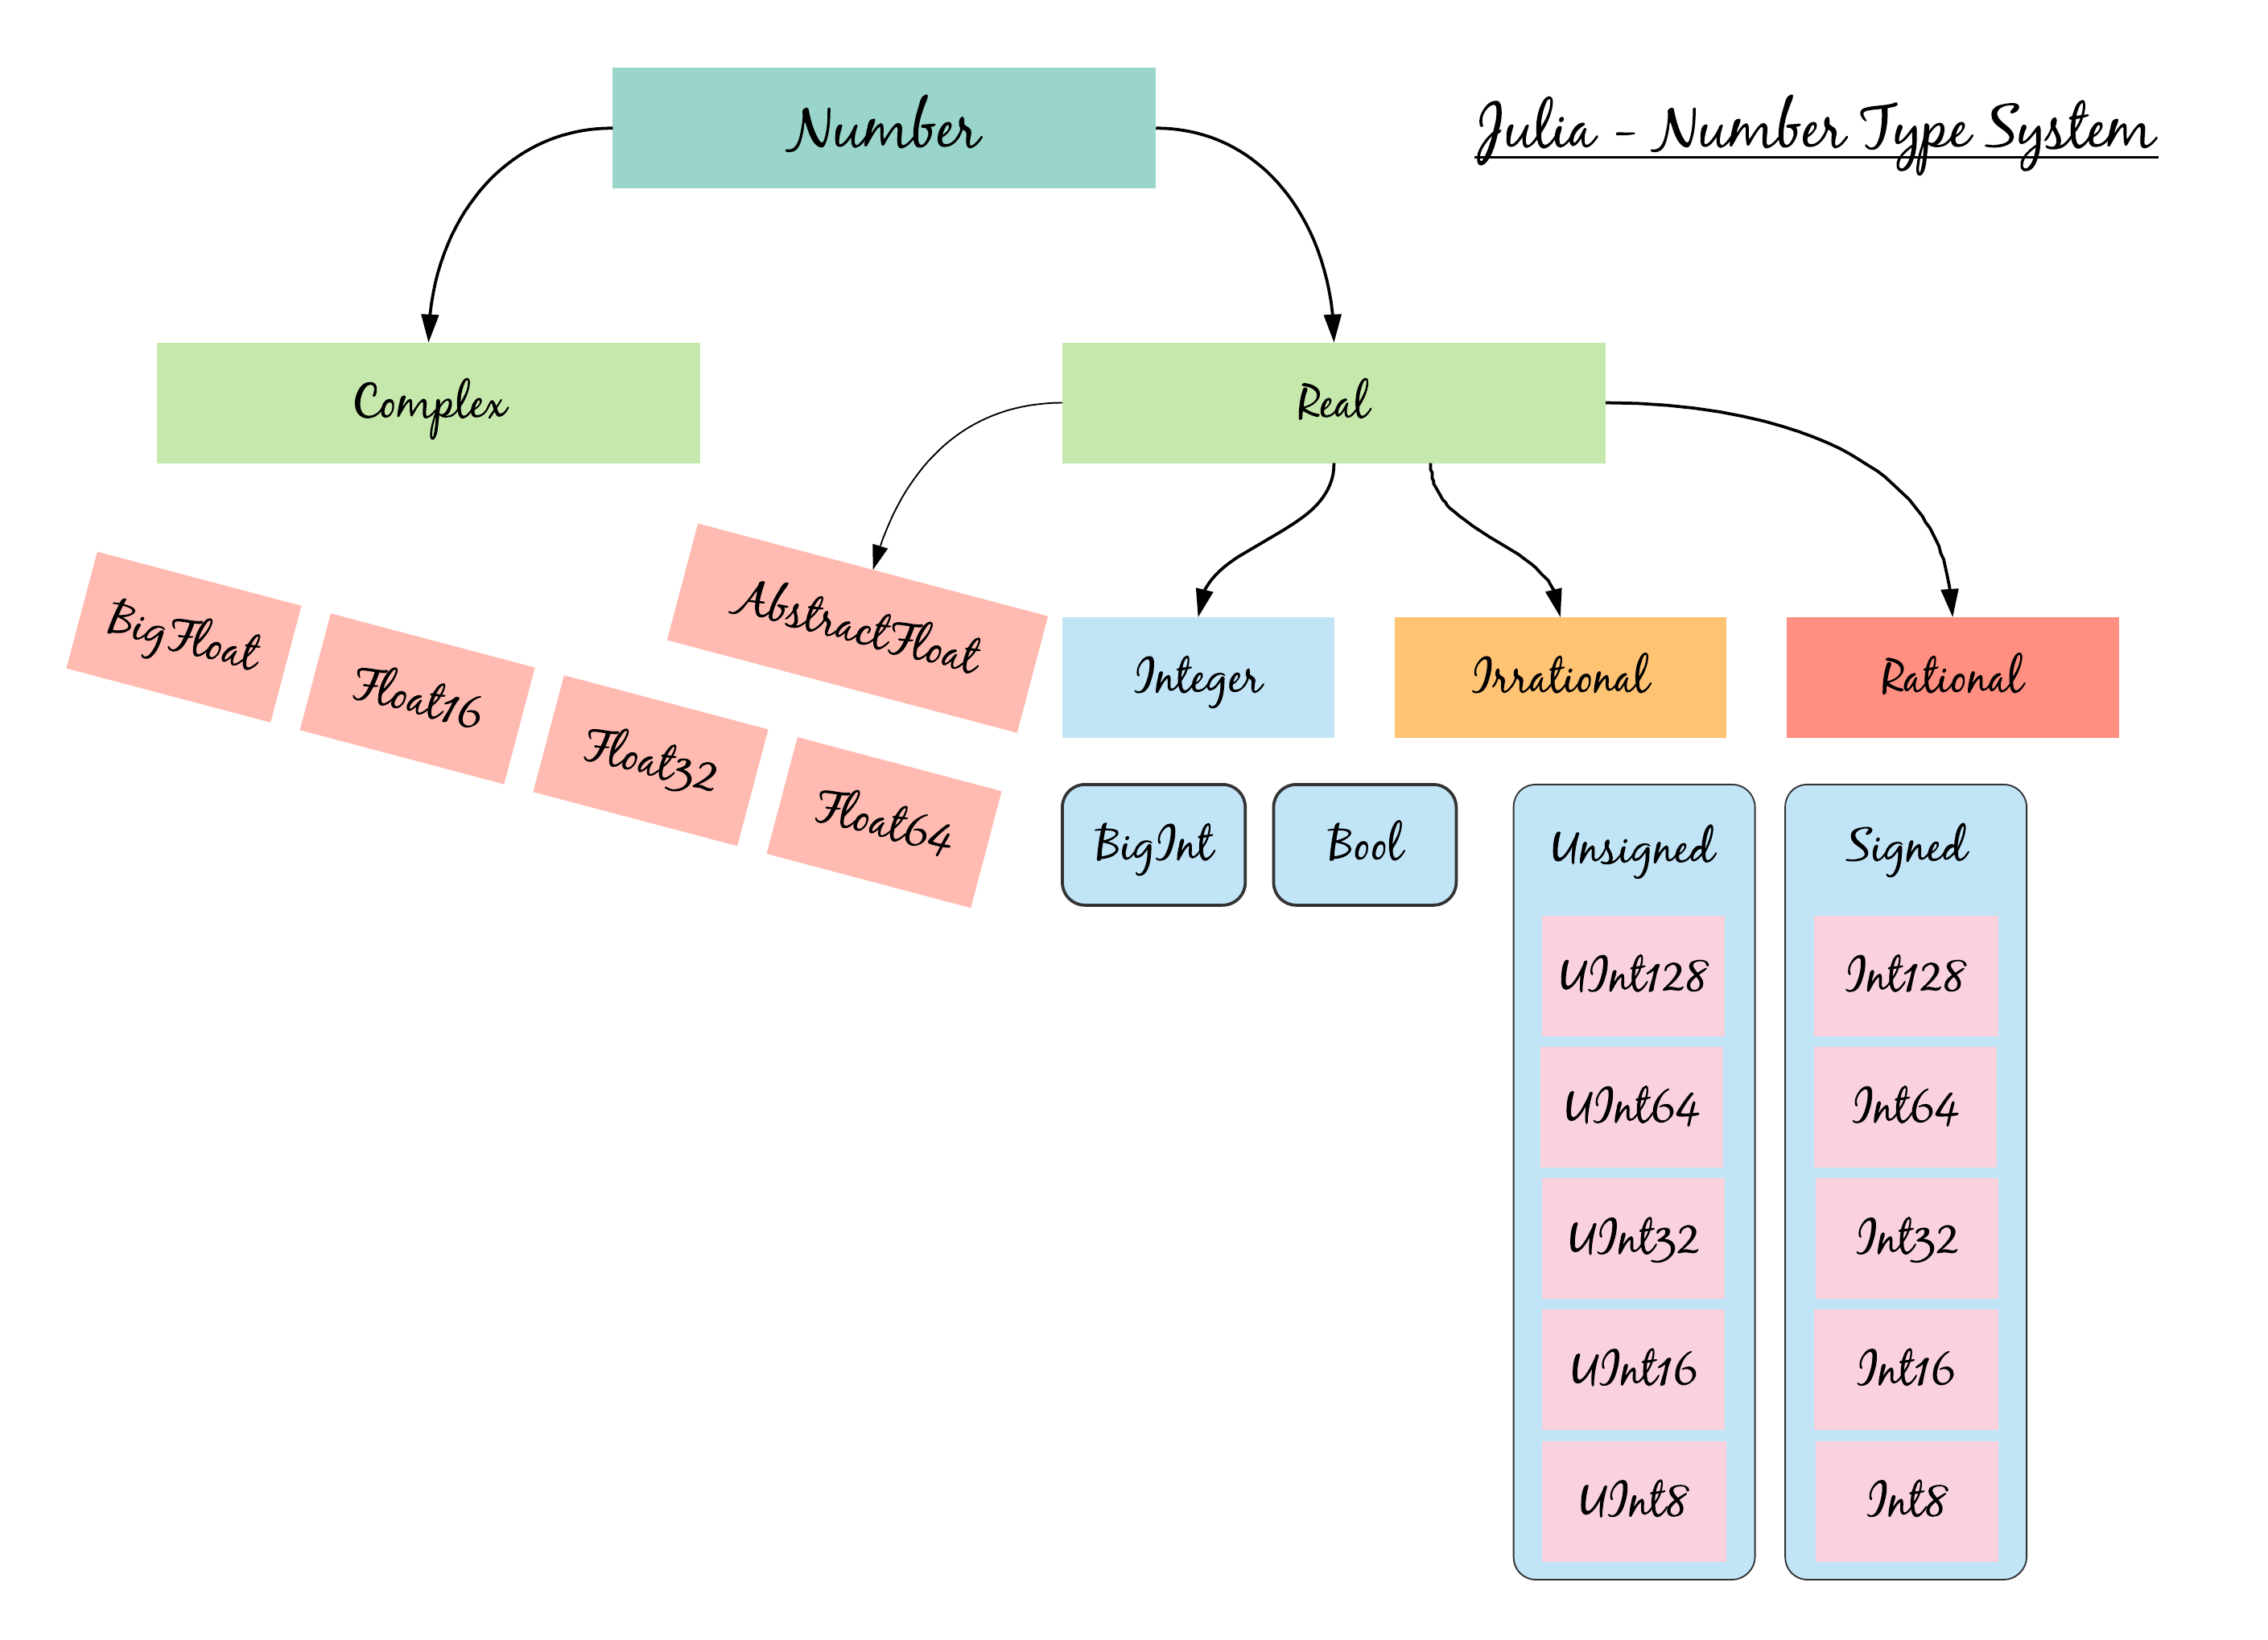 Number
Julia - Number Type System
Complex
Real
AbstractFloat
BigFloat
Float16
Float32
Float64
Integer
Irrational
Rational
BigInt
Bool
Unsigned
UInt128
UInt64
UInt32
UInt16
UInt8
Signed
Int128
Int64
Int32
Int16
Int8